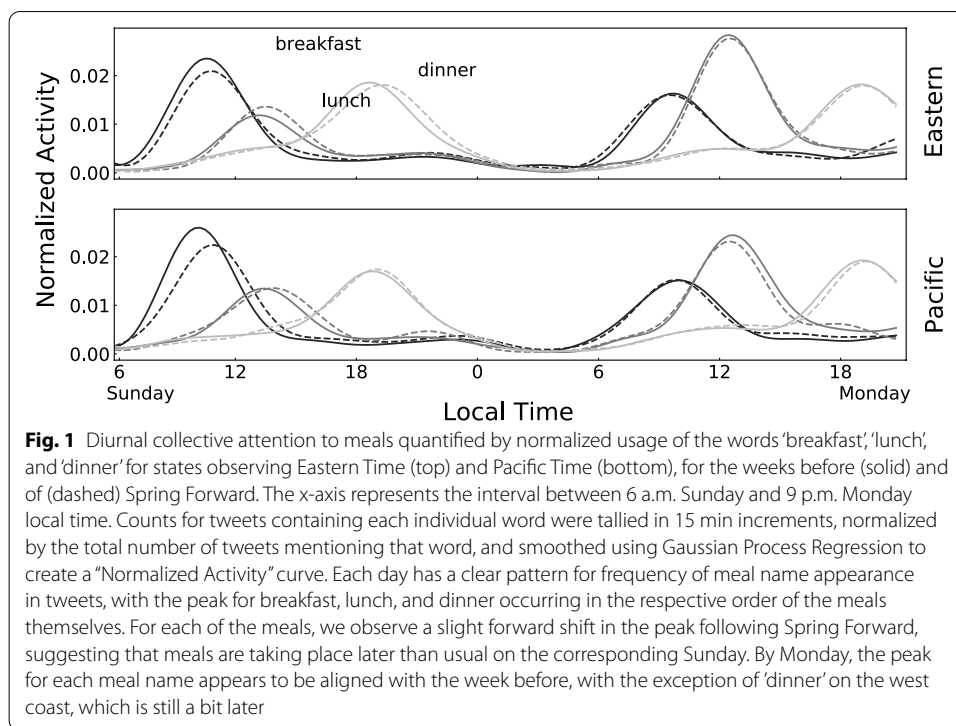 breakfast
dinner
lunch
0.02
0.01
0.00
Eastern
Normalized Activity
0.02
0.01
0.00
Pacific
6 12 18 0 6 12 18
Sunday Monday
Local Time
Fig. 1 Diurnal collective attention to meals quantified by normalized usage of the words ‘breakfast’, ‘lunch’,
and ‘dinner’ for states observing Eastern Time (top) and Pacific Time (bottom), for the weeks before (solid) and
of (dashed) Spring Forward. The x-axis represents the interval between 6 a.m. Sunday and 9 p.m. Monday
local time. Counts for tweets containing each individual word were tallied in 15 min increments, normalized
by the total number of tweets mentioning that word, and smoothed using Gaussian Process Regression to
create a “Normalized Activity” curve. Each day has a clear pattern for frequency of meal name appearance
in tweets, with the peak for breakfast, lunch, and dinner occurring in the respective order of the meals
themselves. For each of the meals, we observe a slight forward shift in the peak following Spring Forward,
suggesting that meals are taking place later than usual on the corresponding Sunday. By Monday, the peak
for each meal name appears to be aligned with the week before, with the exception of ‘dinner’ on the west
coast, which is still a bit later